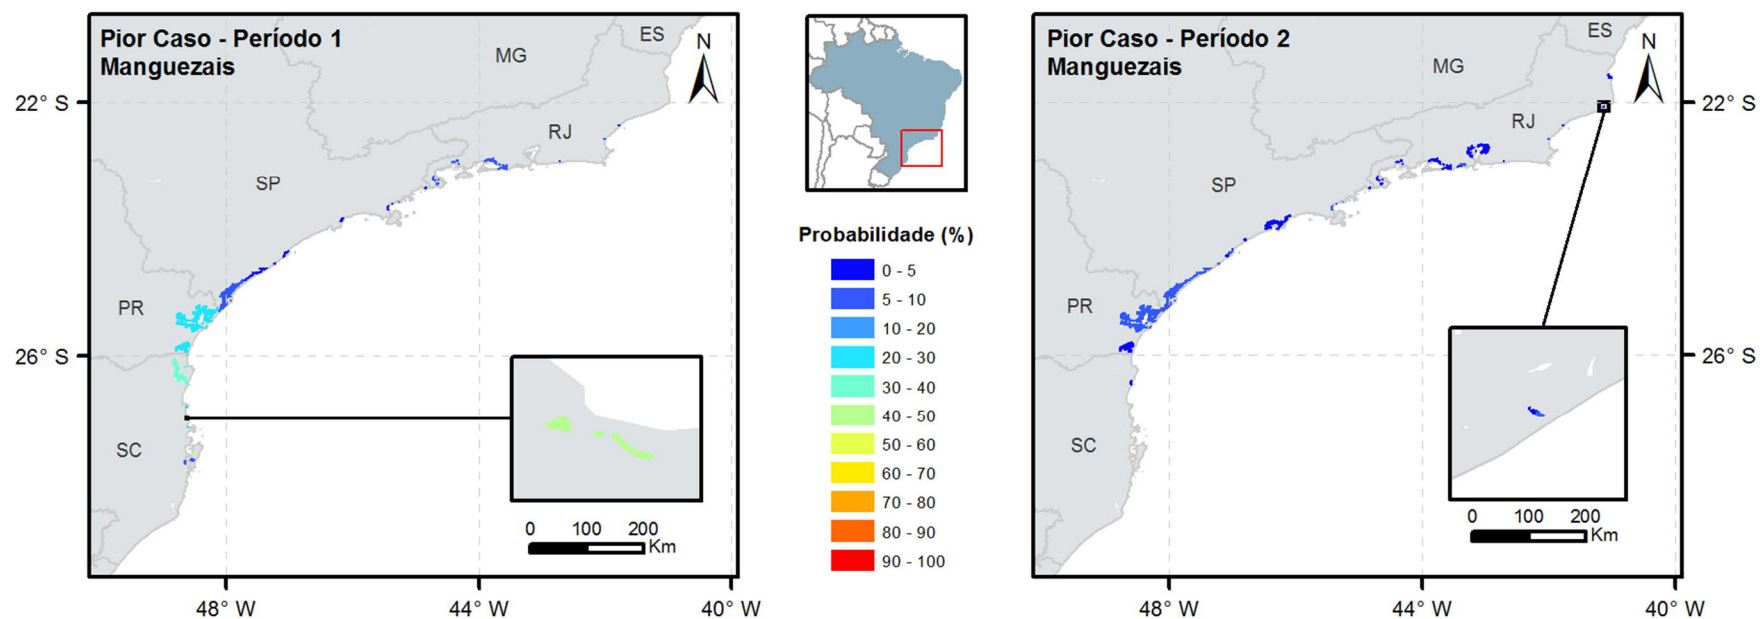 Pior Caso - Período 1
Manguezais
ES
N
MG
22° S
RJ
SP
PR
26° S
SC
0 100 200
Km
48° W 44° W 40° W
Probabilidade (%)
0 - 5
5 - 10
10 - 20
20 - 30
30 - 40
40 - 50
50 - 60
60 - 70
70 - 80
80 - 90
90 - 100
Pior Caso - Período 2
Manguezais
ES
N
MG
22° S
RJ
SP
PR
26° S
SC
0 100 200
Km
48° W 44° W 40° W